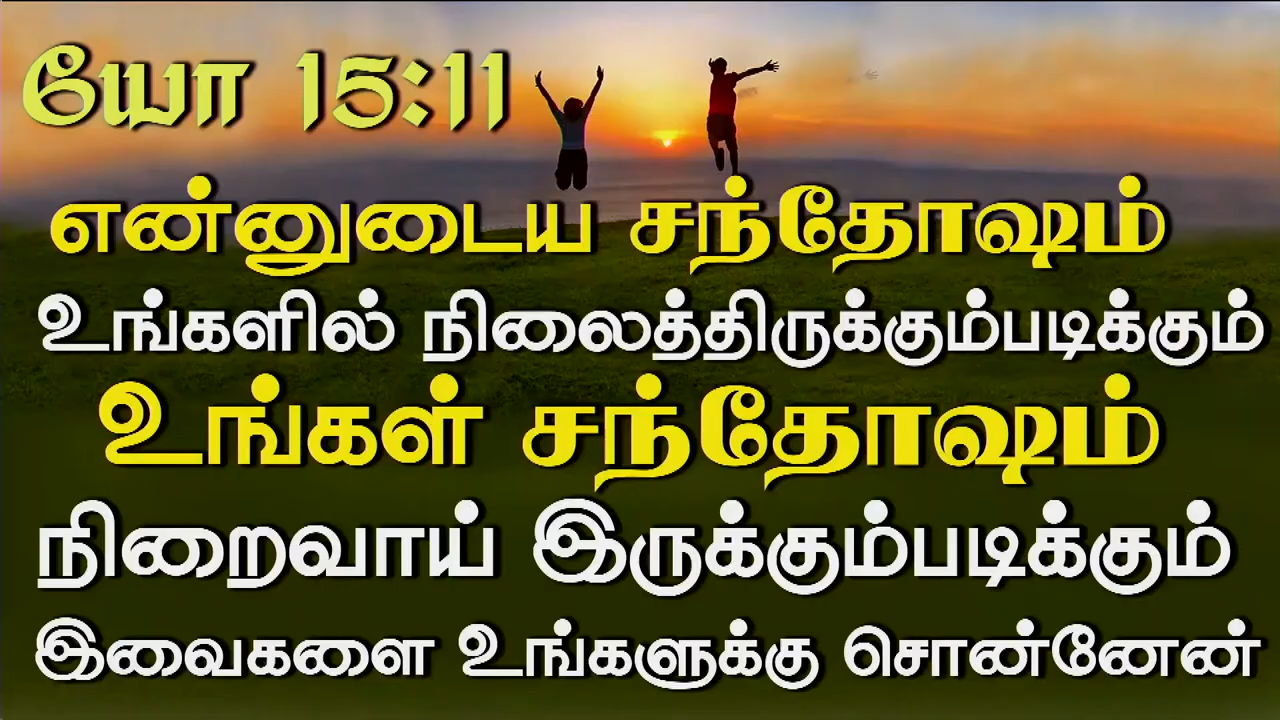 யோ 15:11
என்னுடைய சந்தோஷம்
உங்களில் நிலைத்திருக்கும்படிக்கும்
உங்கள் சந்தோஷம்
நிறைவாய் இருக்கும்படிக்கும்
இவைகளை உங்களுக்கு சொன்னேன்